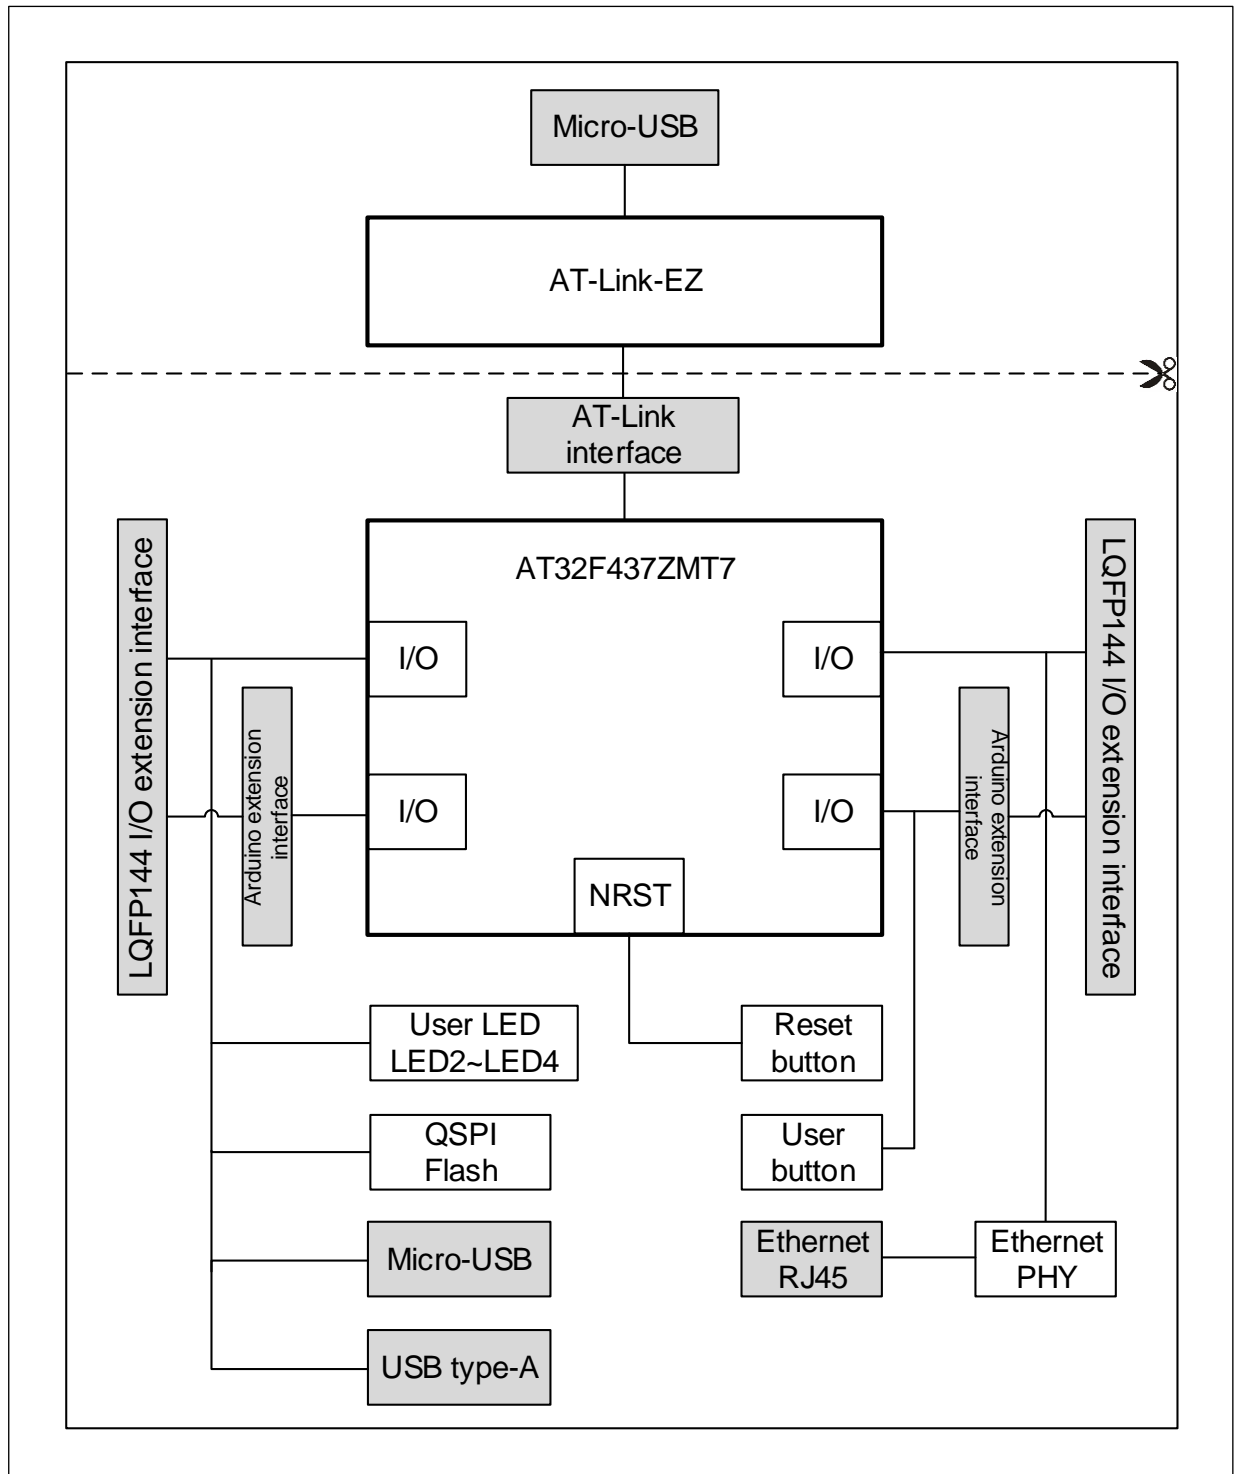 Micro-USB
AT-Link-EZ
AT-Link
interface
AT32F437ZMT7
LQFP144 I/O extension interface
I/O
I/O
LQFP144 I/O extension interface
Arduino extension
interface
I/O
I/O
Arduino extension
interface
NRST
User LED
LED2~LED4
Reset
button
QSPI
Flash
User
button
Micro-USB
Ethernet
RJ45
Ethernet
PHY
USB type-A